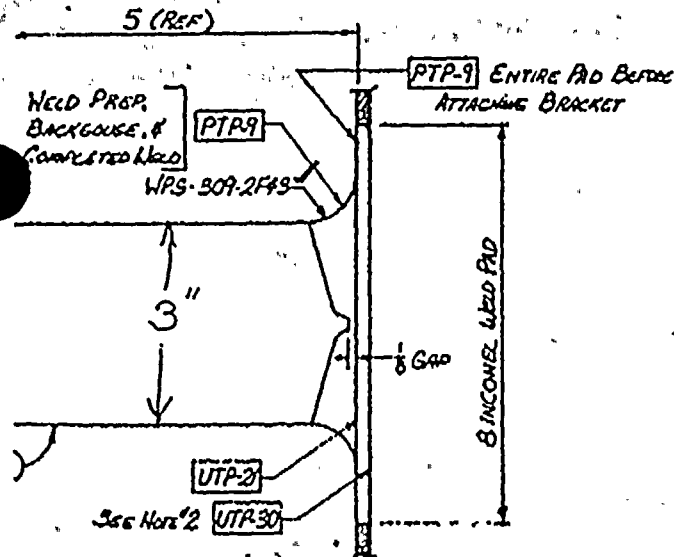 5 (REF)
PTP-9 ENTIRE PAD BEFORE
ATTACHING BRACKET
WELD PREP,
BACKGOUGE, &
COMPLETED WELD
PTP-9
WPS-309-2F43
3"
1/8 GAP
8 INCONEL WELD PAD
UTP-21
SEE NOTE #2 UTP-30